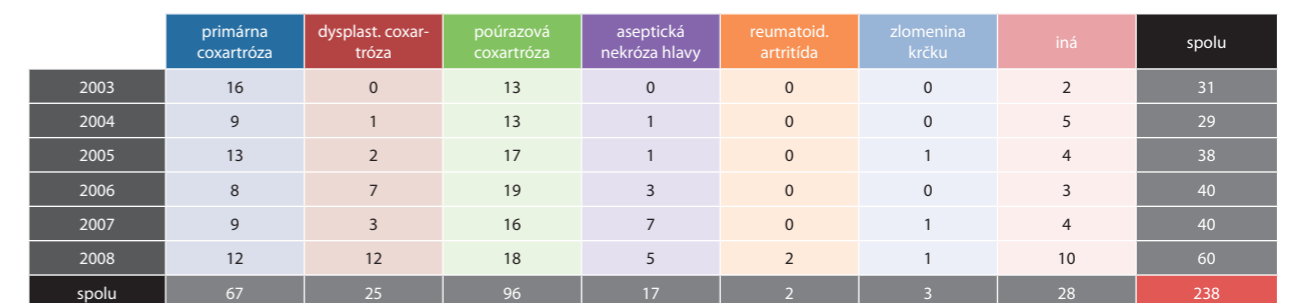 primárna coxartróza dysplast. coxar-tróza poúrazová coxartróza aseptická nekróza hlavy reumatoid. artritída zlomenina krčku iná spolu
2003 16 0 13 0 0 0 2 31
2004 9 1 13 1 0 0 5 29
2005 13 2 17 1 0 1 4 38
2006 8 7 19 3 0 0 3 40
2007 9 3 16 7 0 1 4 40
2008 12 12 18 5 2 1 10 60
spolu 67 25 96 17 2 3 28 238